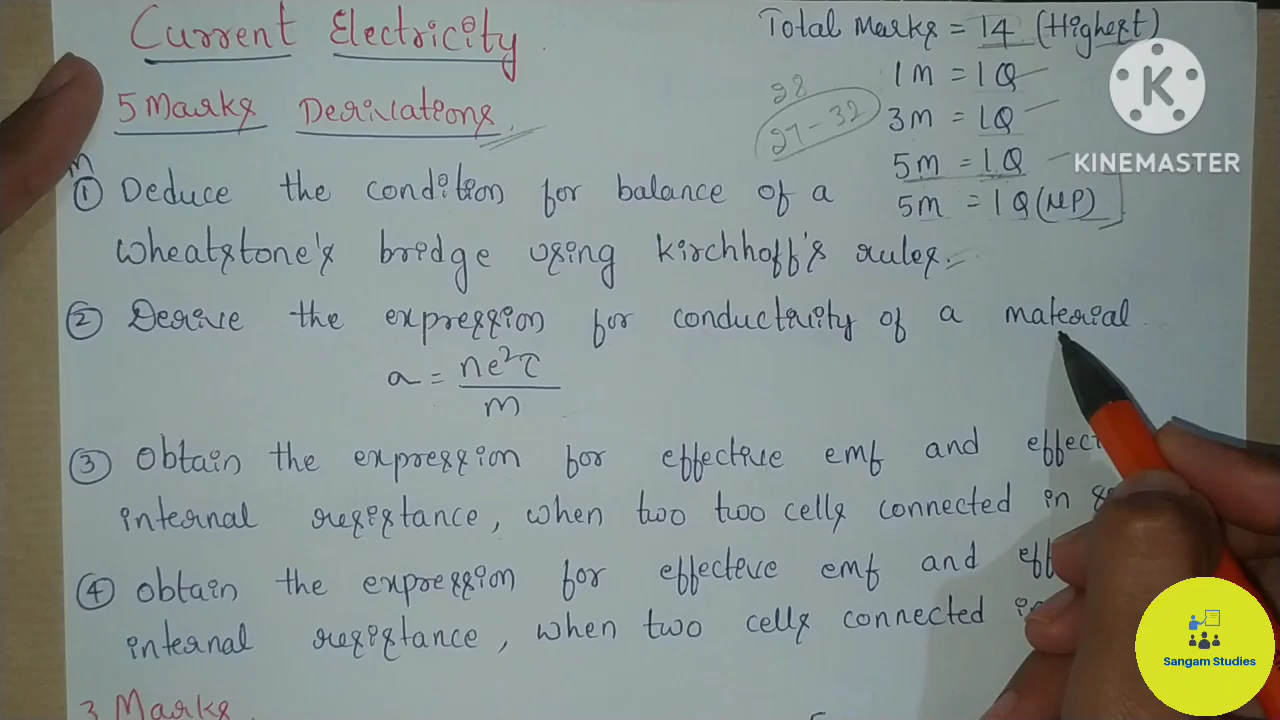 Current Electricity
Total Marks = 14 (Highest)
1M = 1Q
5 Marks Derivations
28
27-32
3M = 1Q
5M = 1Q
5M = 1Q (NP)
K
KINEMASTER
M
① Deduce the condition for balance of a
Wheatstone's bridge using Kirchhoff's rules.
② Derive the expression for conductivity of a material
= ne²τ
m
③ Obtain the expression for effective emf and
internal resistance, when two two cells connected in
④ obtain the expression for effective emf and
internal resistance, when two cells connected
3 Marks
Sangam Studies